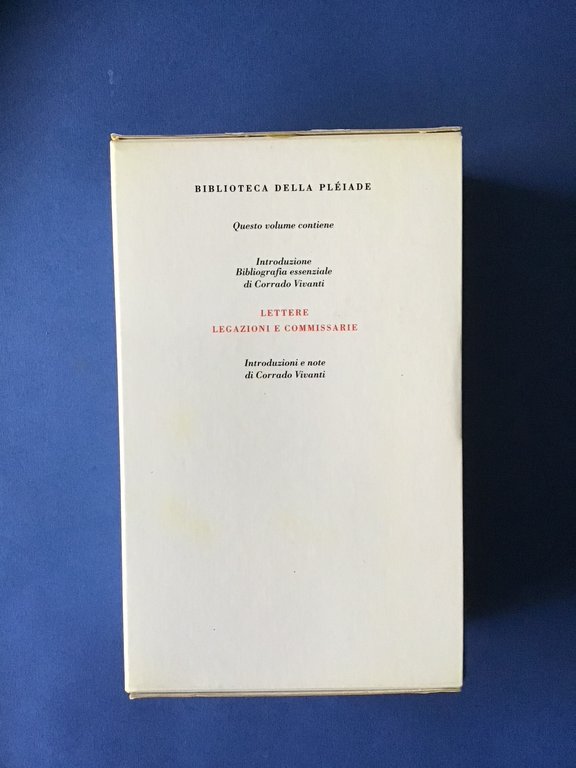 BIBLIOTECA DELLA PLÉIADE
Questo volume contiene
Introduzione
Bibliografia essenziale
di Corrado Vivanti
LETTERE
LEGAZIONI E COMMISSARIE
Introduzioni e note
di Corrado Vivanti